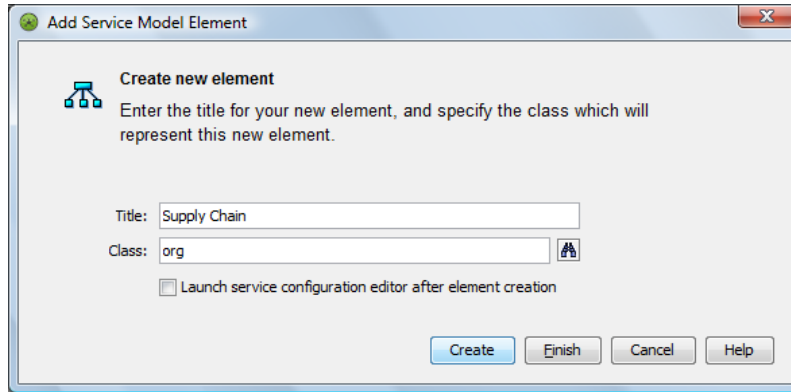 Add Service Model Element
Create new element
Enter the title for your new element, and specify the class which will
represent this new element.
Title: Supply Chain
Class: org
Launch service configuration editor after element creation
Create Finish Cancel Help